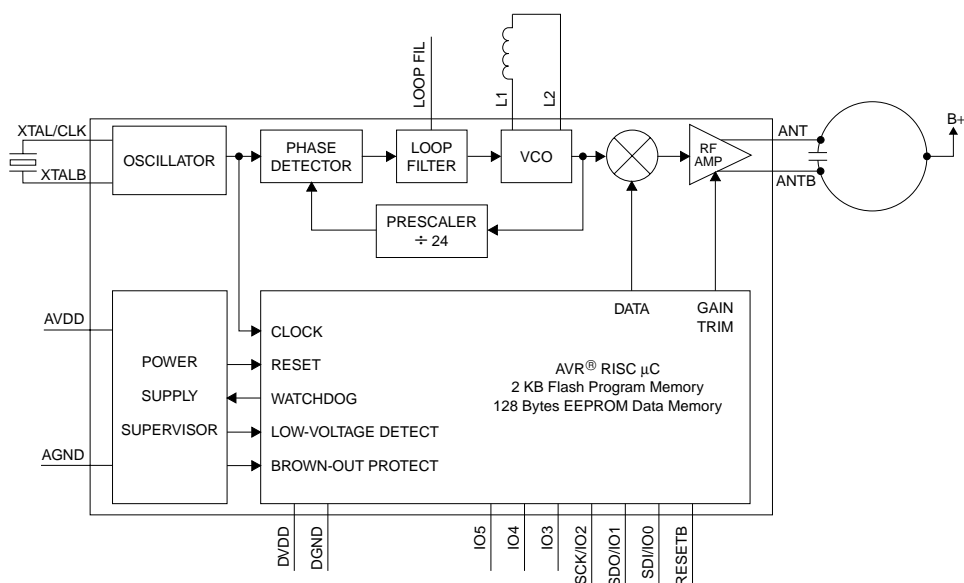 LOOP FIL
L1
L2
XTAL/CLK
XTALB
OSCILLATOR
PHASE
DETECTOR
LOOP
FILTER
VCO
RF
AMP
ANT
ANTB
B+
PRESCALER
÷ 24
AVDD
AGND
POWER
SUPPLY
SUPERVISOR
CLOCK
RESET
WATCHDOG
LOW-VOLTAGE DETECT
BROWN-OUT PROTECT
DATA
GAIN
TRIM
AVR® RISC µC
2 KB Flash Program Memory
128 Bytes EEPROM Data Memory
DVDD
DGND
IO5
IO4
IO3
SCK/IO2
SDO/IO1
SDI/IO0
RESETB